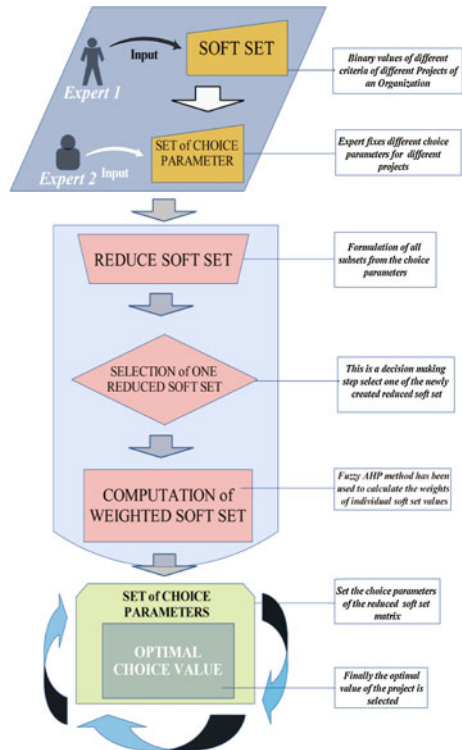 Input
SOFT SET
Expert 1
Binary values of different
criteria of different Projects of
an Organization
SET of CHOICE
PARAMETER
Input
Expert 2
Expert fixes different choice
parameters for different
projects
REDUCE SOFT SET
Formulation of all
subsets from the choice
parameters
SELECTION of ONE
REDUCED SOFT SET
This is a decision making
step select one of the newly
created reduced soft set
COMPUTATION of
WEIGHTED SOFT SET
Fuzzy AHP method has been
used to calculate the weights
of individual soft set values
SET of CHOICE
PARAMETERS
Set the choice parameters
of the reduced soft set
matrix
OPTIMAL
CHOICE VALUE
Finally the optimal
value of the project is
selected